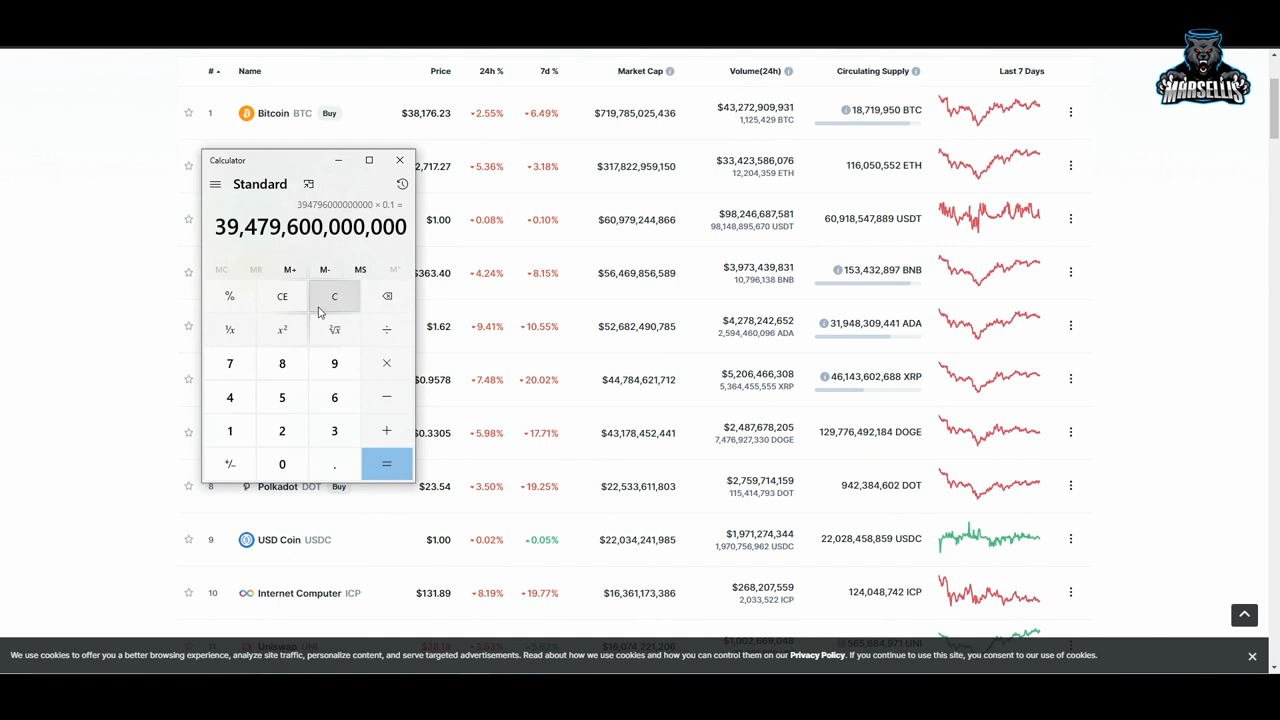 MARSELLIS
# Name Price 24h % 7d % Market Cap Volume(24h) Circulating Supply Last 7 Days
1 Bitcoin BTC Buy $38,176.23 2.55% 6.49% $719,785,025,436 $43,272,909,931 18,719,950 BTC
1,125,429 BTC
2,717.27 5.36% 3.18% $317,822,959,150 $33,423,586,076 116,050,552 ETH
12,204,359 ETH
$1.00 0.08% 0.10% $60,979,244,866 $98,246,687,581 60,918,547,889 USDT
98,148,895,670 USDT
$363.40 4.24% 8.15% $56,469,856,589 $3,973,439,831 153,432,897 BNB
10,796,138 BNB
$1.62 9.41% 10.55% $52,682,490,785 $4,278,242,652 31,948,309,441 ADA
2,594,460,096 ADA
$0.9578 7.48% 20.02% $44,784,621,712 $5,206,466,308 46,143,602,688 XRP
5,364,455,555 XRP
$0.3305 5.98% 17.71% $43,178,452,441 $2,487,678,205 129,776,492,184 DOGE
7,476,927,330 DOGE
8 Polkadot DOT Buy $23.54 3.50% 19.25% $22,533,611,803 $2,759,714,159 942,384,602 DOT
115,414,793 DOT
9 USD Coin USDC $1.00 0.02% 0.05% $22,034,241,985 $1,971,274,344 22,028,458,859 USDC
1,970,756,962 USDC
10 Internet Computer ICP $131.89 8.19% 19.77% $16,361,173,386 $268,207,559 124,048,742 ICP
2,033,522 ICP
Calculator
Standard
394796000000000 × 0.1 =
39,479,600,000,000
MC MR M+ M- MS M˅
% CE C ⌫
⅟x x² ²√x ÷
7 8 9 ×
4 5 6 −
1 2 3 +
+/- 0 . =
We use cookies to offer you a better browsing experience, analyze site traffic, personalize content, and serve targeted advertisements. Read about how we use cookies and how you can control them on our Privacy Policy. If you continue to use this site, you consent to our use of cookies.